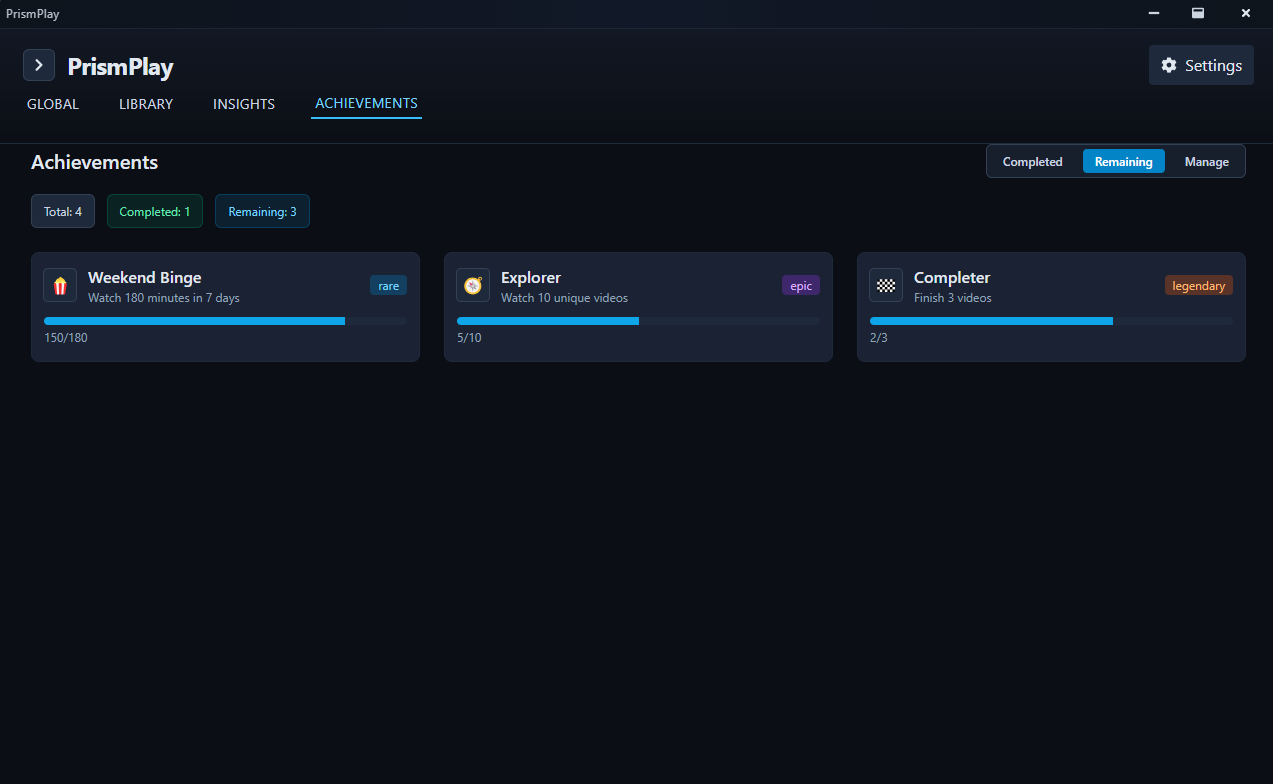 PrismPlay
PrismPlay
Settings
GLOBAL LIBRARY INSIGHTS ACHIEVEMENTS
Achievements
Completed Remaining Manage
Total: 4 Completed: 1 Remaining: 3
Weekend Binge
Watch 180 minutes in 7 days
rare
150/180
Explorer
Watch 10 unique videos
epic
5/10
Completer
Finish 3 videos
legendary
2/3